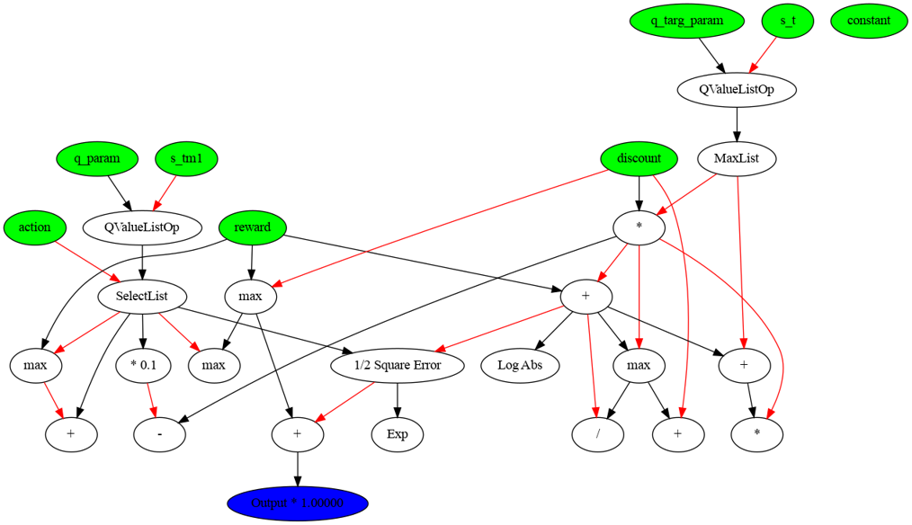 q_targ_param
s_t
constant
QValueListOp
q_param
s_tm1
discount
MaxList
action
QValueListOp
reward
*
SelectList
max
+
max
* 0.1
max
1/2 Square Error
Log Abs
max
+
+
-
+
Exp
/
+
*
Output * 1.00000